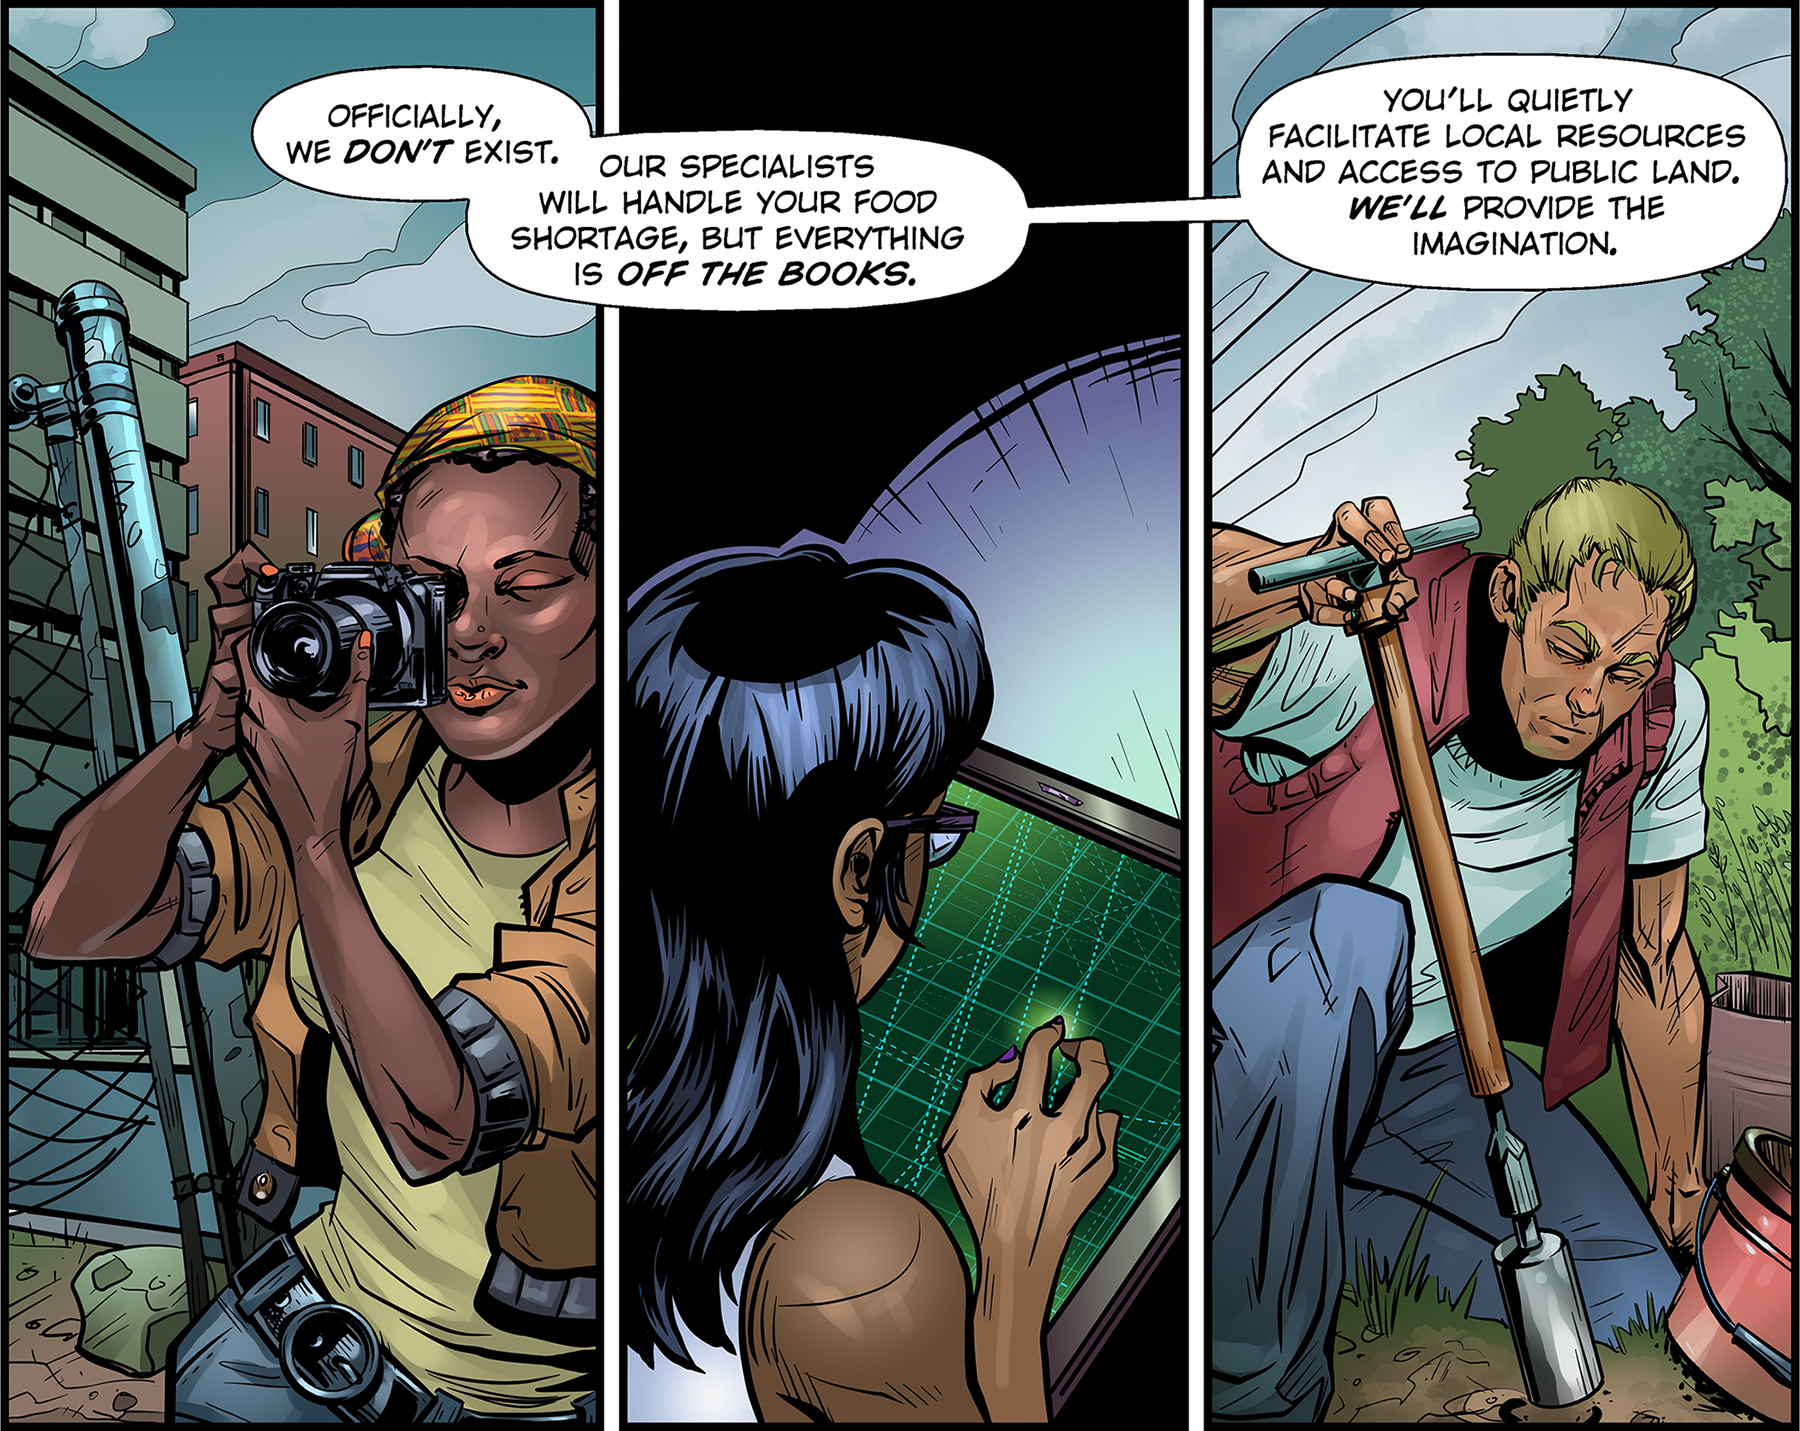 OFFICIALLY,
WE DON'T EXIST.
OUR SPECIALISTS
WILL HANDLE YOUR FOOD
SHORTAGE, BUT EVERYTHING
IS OFF THE BOOKS.
YOU'LL QUIETLY
FACILITATE LOCAL RESOURCES
AND ACCESS TO PUBLIC LAND.
WE'LL PROVIDE THE
IMAGINATION.